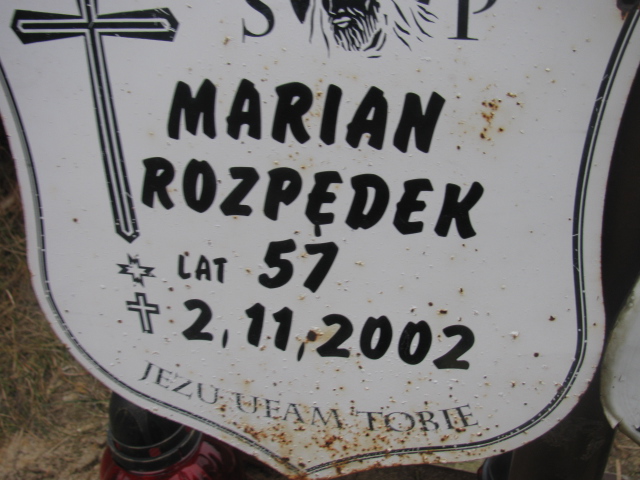 S P
MARIAN
ROZPĘDEK
LAT 57
2,11,2002
JEZU UFAM TOBIE